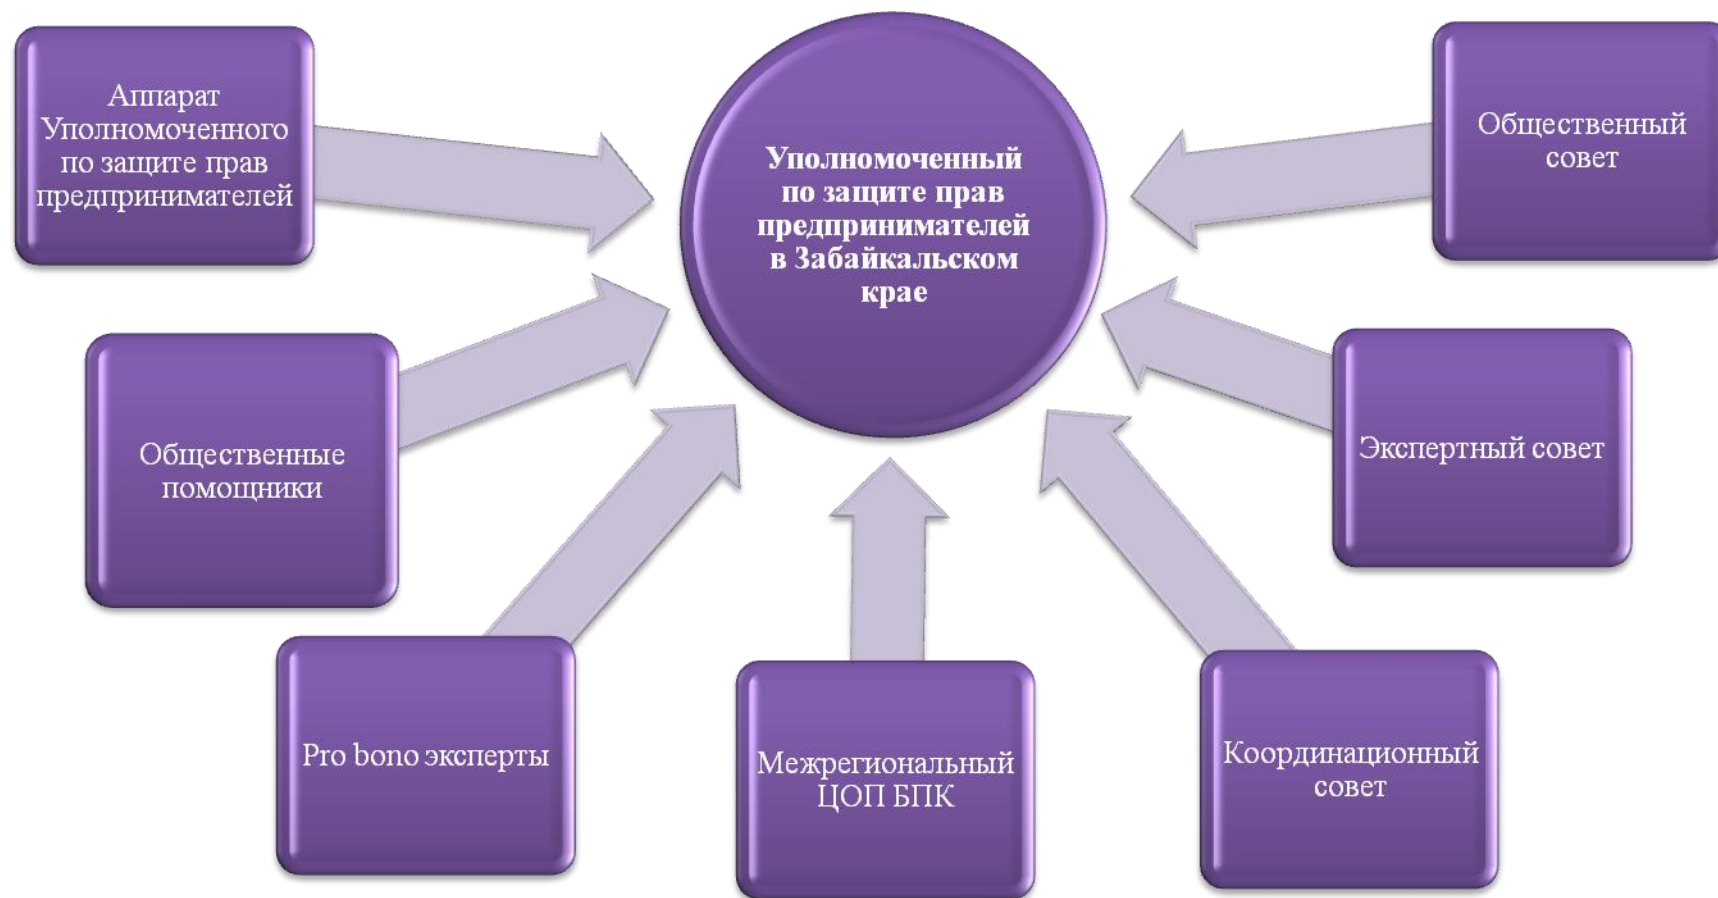 Аппарат
Уполномоченного
по защите прав
предпринимателей
Уполномоченный
по защите прав
предпринимателей
в Забайкальском
крае
Общественный
совет
Общественные
помощники
Экспертный совет
Pro bono эксперты
Межрегиональный
ЦОП БПК
Координационный
совет